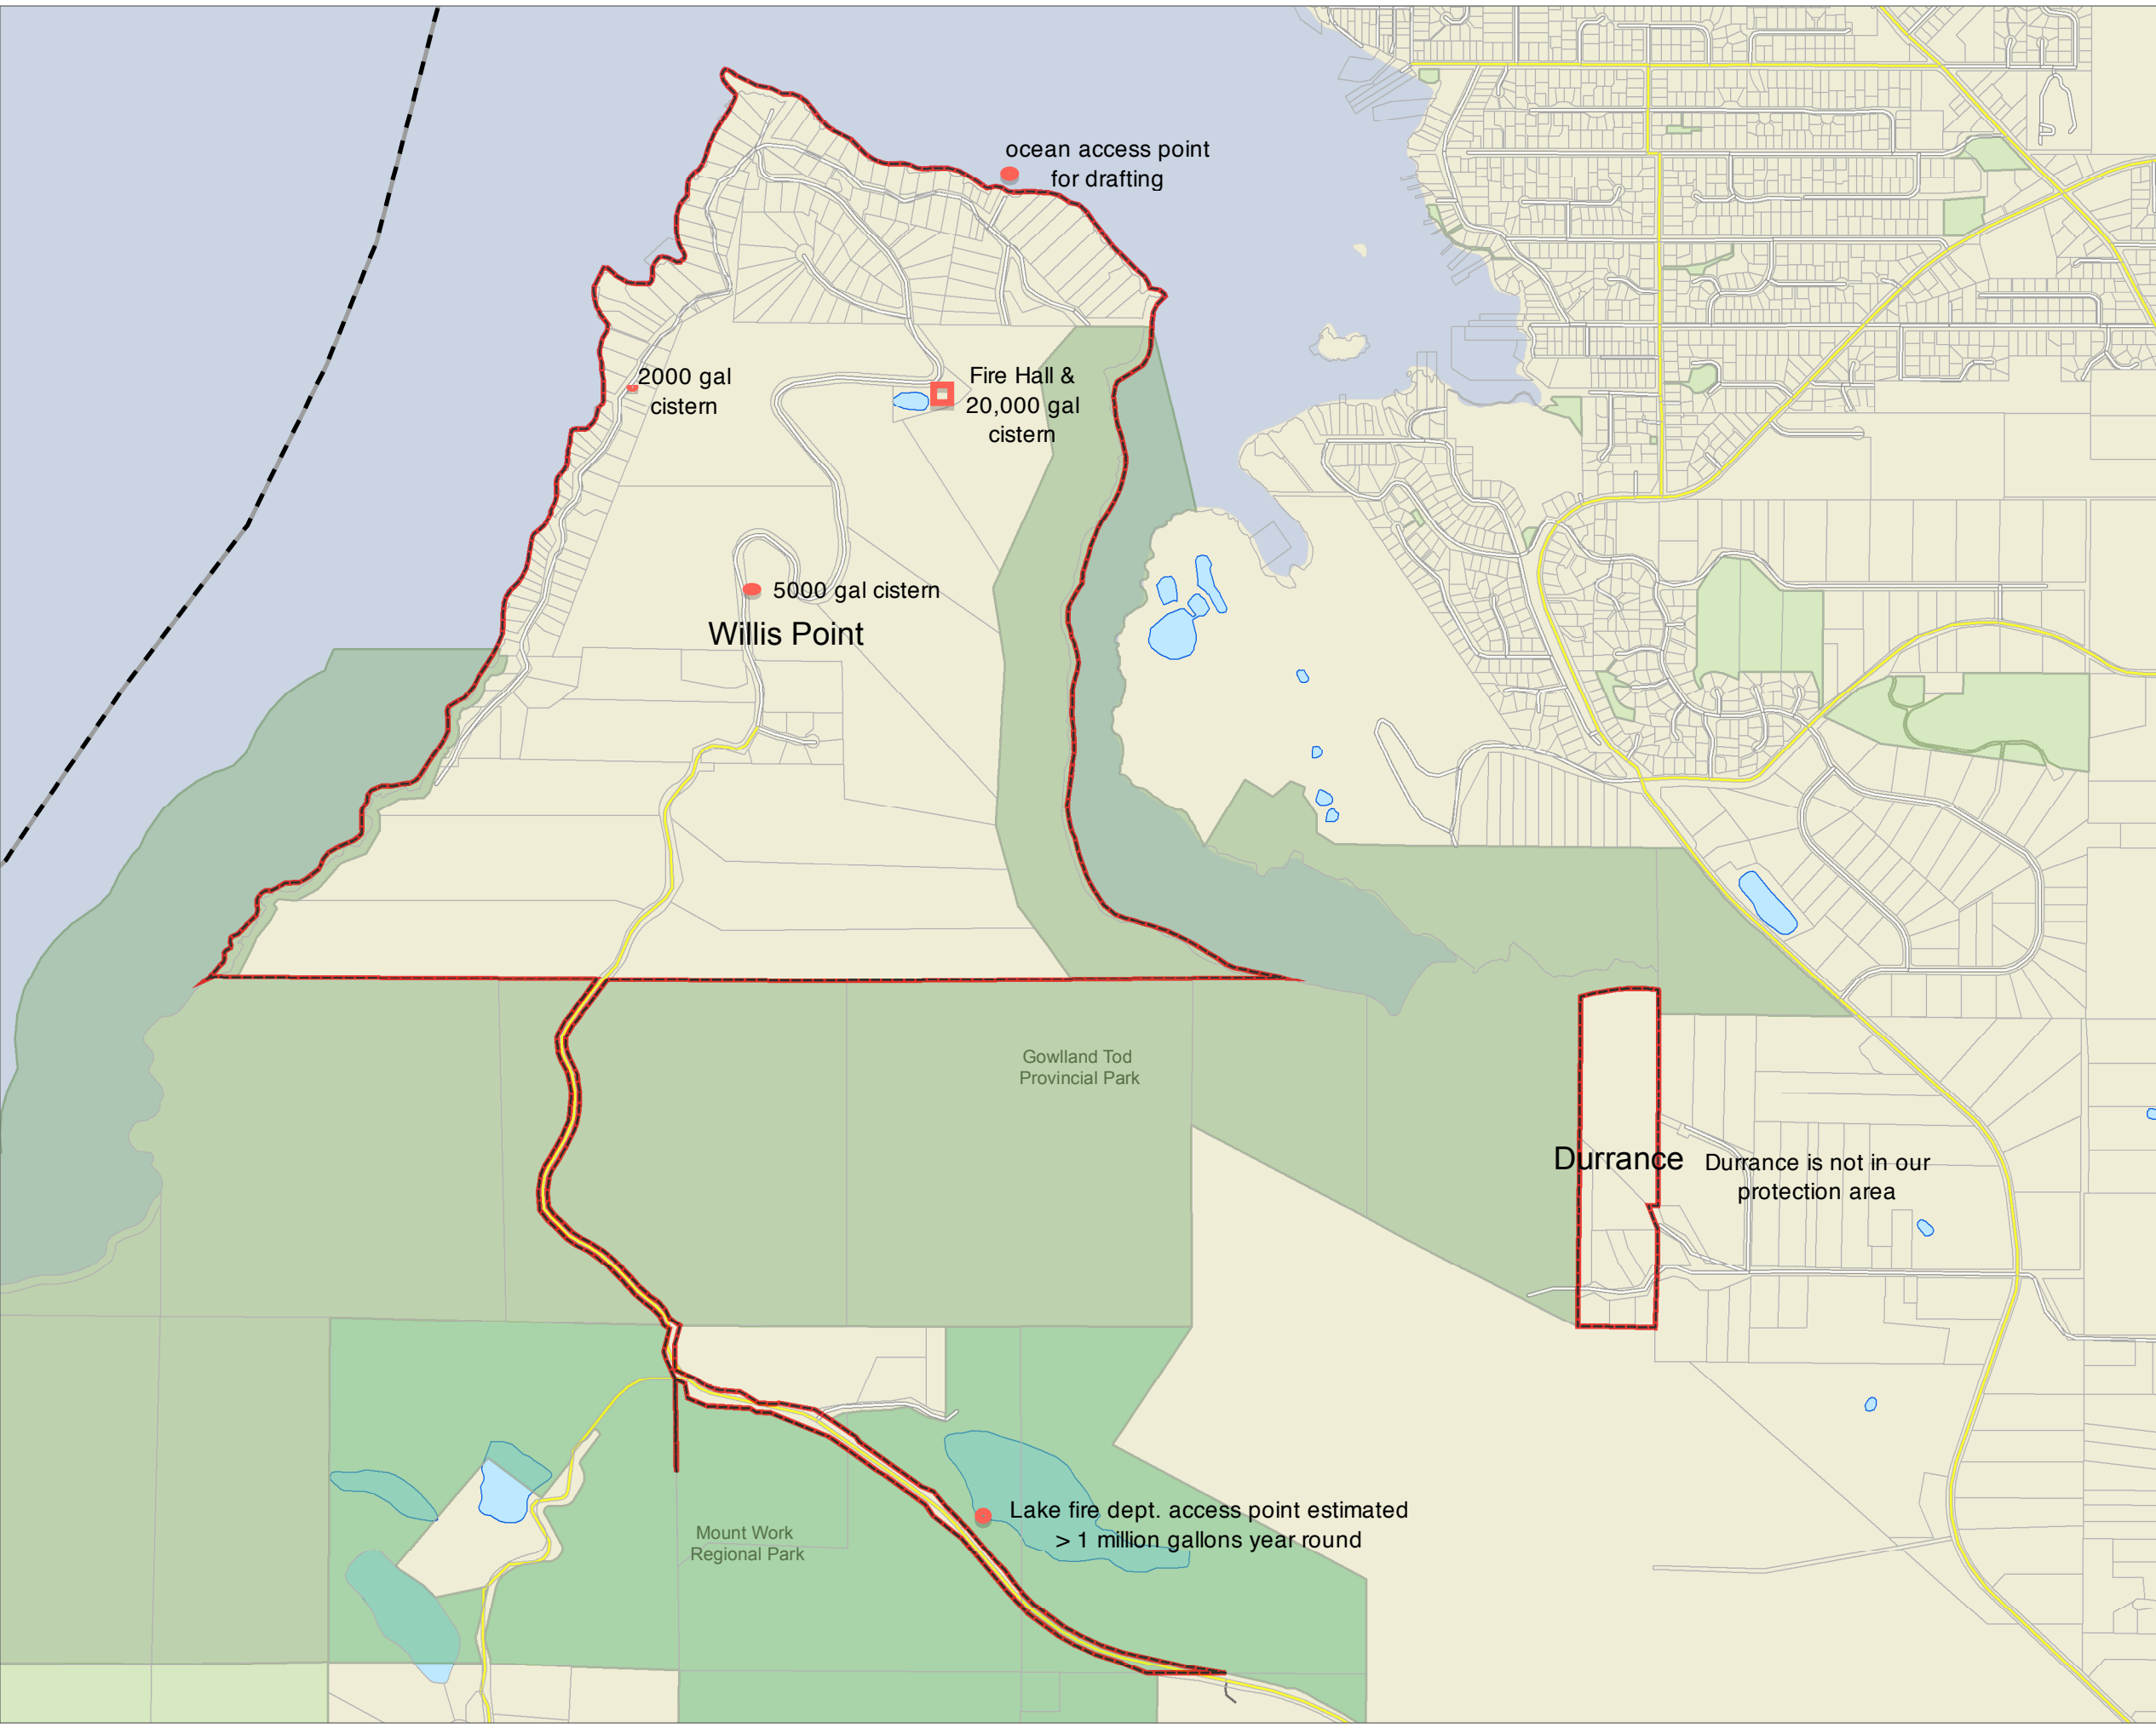 ocean access point
for drafting
2000 gal
cistern
Fire Hall &
20,000 gal
cistern
5000 gal cistern
Willis Point
Gowlland Tod
Provincial Park
Durrance
Durrance is not in our
protection area
Lake fire dept. access point estimated
> 1 million gallons year round
Mount Work
Regional Park